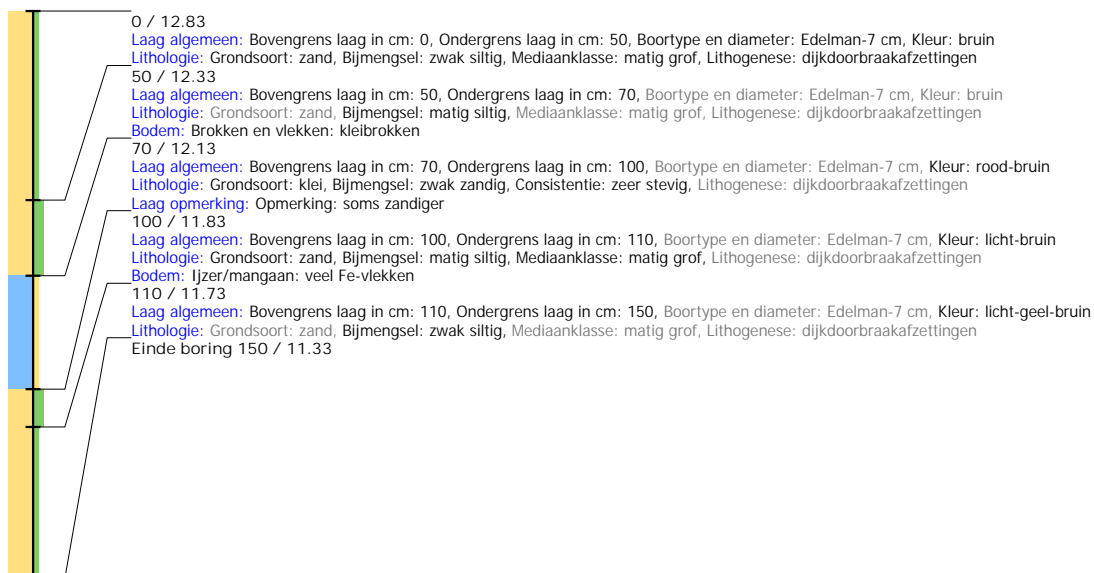 0 / 12.83
Laag algemeen: Bovengrens laag in cm: 0, Ondergrens laag in cm: 50, Boortype en diameter: Edelman-7 cm, Kleur: bruin
Lithologie: Grondsoort: zand, Bijmengsel: zwak siltig, Mediaanklasse: matig grof, Lithogenese: dijkdoorbraakafzettingen
50 / 12.33
Laag algemeen: Bovengrens laag in cm: 50, Ondergrens laag in cm: 70, Boortype en diameter: Edelman-7 cm, Kleur: bruin
Lithologie: Grondsoort: zand, Bijmengsel: matig siltig, Mediaanklasse: matig grof, Lithogenese: dijkdoorbraakafzettingen
Bodem: Brokken en vlekken: kleibrokken
70 / 12.13
Laag algemeen: Bovengrens laag in cm: 70, Ondergrens laag in cm: 100, Boortype en diameter: Edelman-7 cm, Kleur: rood-bruin
Lithologie: Grondsoort: klei, Bijmengsel: zwak zandig, Consistentie: zeer stevig, Lithogenese: dijkdoorbraakafzettingen
Laag opmerking: Opmerking: soms zandiger
100 / 11.83
Laag algemeen: Bovengrens laag in cm: 100, Ondergrens laag in cm: 110, Boortype en diameter: Edelman-7 cm, Kleur: licht-bruin
Lithologie: Grondsoort: zand, Bijmengsel: matig siltig, Mediaanklasse: matig grof, Lithogenese: dijkdoorbraakafzettingen
Bodem: Ijzer/mangaan: veel Fe-vlekken
110 / 11.73
Laag algemeen: Bovengrens laag in cm: 110, Ondergrens laag in cm: 150, Boortype en diameter: Edelman-7 cm, Kleur: licht-geel-bruin
Lithologie: Grondsoort: zand, Bijmengsel: zwak siltig, Mediaanklasse: matig grof, Lithogenese: dijkdoorbraakafzettingen
Einde boring 150 / 11.33